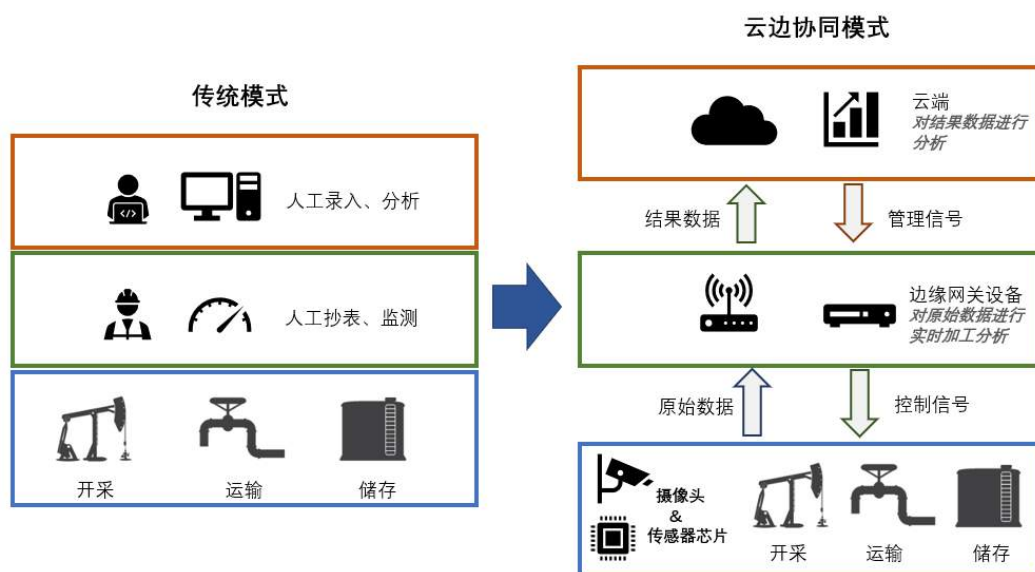 传统模式
人工录入、分析
人工抄表、监测
开采
运输
储存
云边协同模式
云端
对结果数据进行
分析
结果数据
管理信号
边缘网关设备
对原始数据进行
实时加工分析
原始数据
控制信号
摄像头
&
传感器芯片
开采
运输
储存